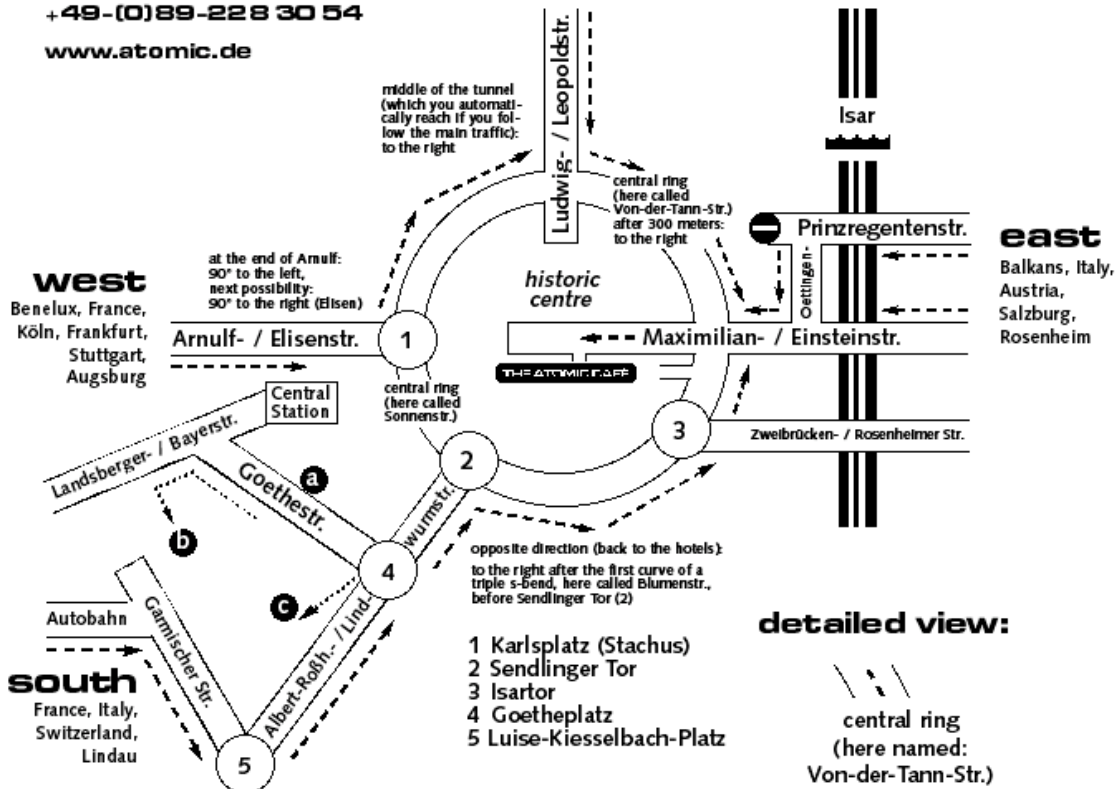 +49-(0)89-228 30 54
www.atomic.de
middle of the tunnel
(which you automati-
cally reach if you fol-
low the main traffic):
to the right
Ludwig- / Leopoldstr.
Isar
central ring
(here called
Von-der-Tann-Str.)
after 300 meters:
to the right
Prinzregentenstr.
Oettingen-
east
Balkans, Italy,
Austria,
Salzburg,
Rosenheim
west
Benelux, France,
Köln, Frankfurt,
Stuttgart,
Augsburg
at the end of Arnulf:
90° to the left,
next possibility:
90° to the right (Elisen)
historic
centre
Arnulf- / Elisenstr.
1
Maximilian- / Einsteinstr.
THE ATOMIC CAFÉ
Central
Station
central ring
(here called
Sonnenstr.)
3
Zweibrücken- / Rosenheimer Str.
Landsberger- / Bayerstr.
2
a
Goethestr.
wurmstr.
b
4
opposite direction (back to the hotels):
to the right after the first curve of a
triple s-bend, here called Blumenstr.,
before Sendlinger Tor (2)
c
Autobahn
Garmischer Str.
Albert-Roßh.- / Lind-
south
France, Italy,
Switzerland,
Lindau
5
1 Karlsplatz (Stachus)
2 Sendlinger Tor
3 Isartor
4 Goetheplatz
5 Luise-Kiesselbach-Platz
detailed view:
central ring
(here named:
Von-der-Tann-Str.)